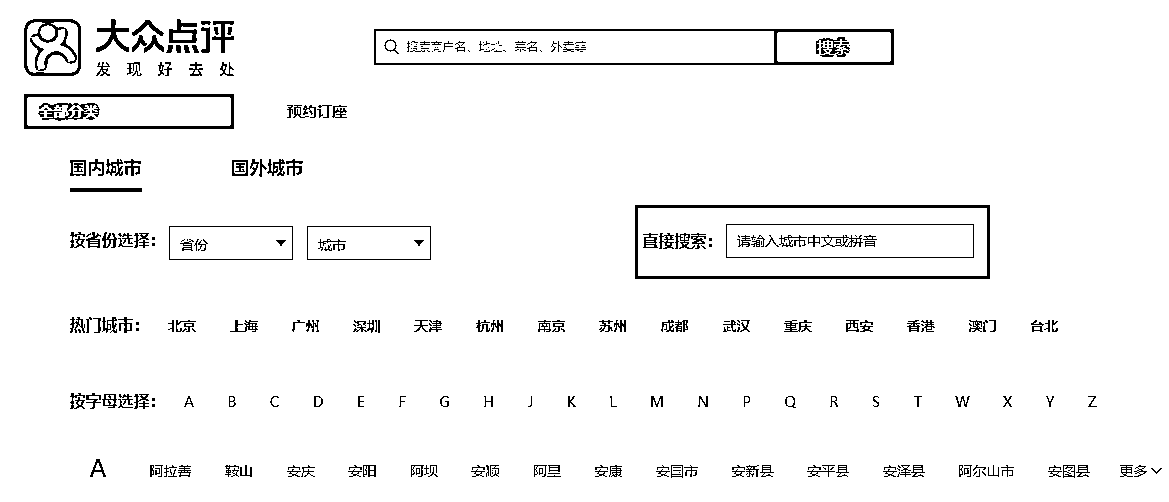 大众点评
发现好去处
搜索商户名、地址、菜名、外卖等 搜索
全部分类 预约订座
国内城市 国外城市
按省份选择： 省份 城市 直接搜索： 请输入城市中文或拼音
热门城市： 北京 上海 广州 深圳 天津 杭州 南京 苏州 成都 武汉 重庆 西安 香港 澳门 台北
按字母选择： A B C D E F G H J K L M N P Q R S T W X Y Z
A 阿拉善 鞍山 安庆 安阳 阿坝 安顺 阿里 安康 安国市 安新县 安平县 安泽县 阿尔山市 安图县 更多